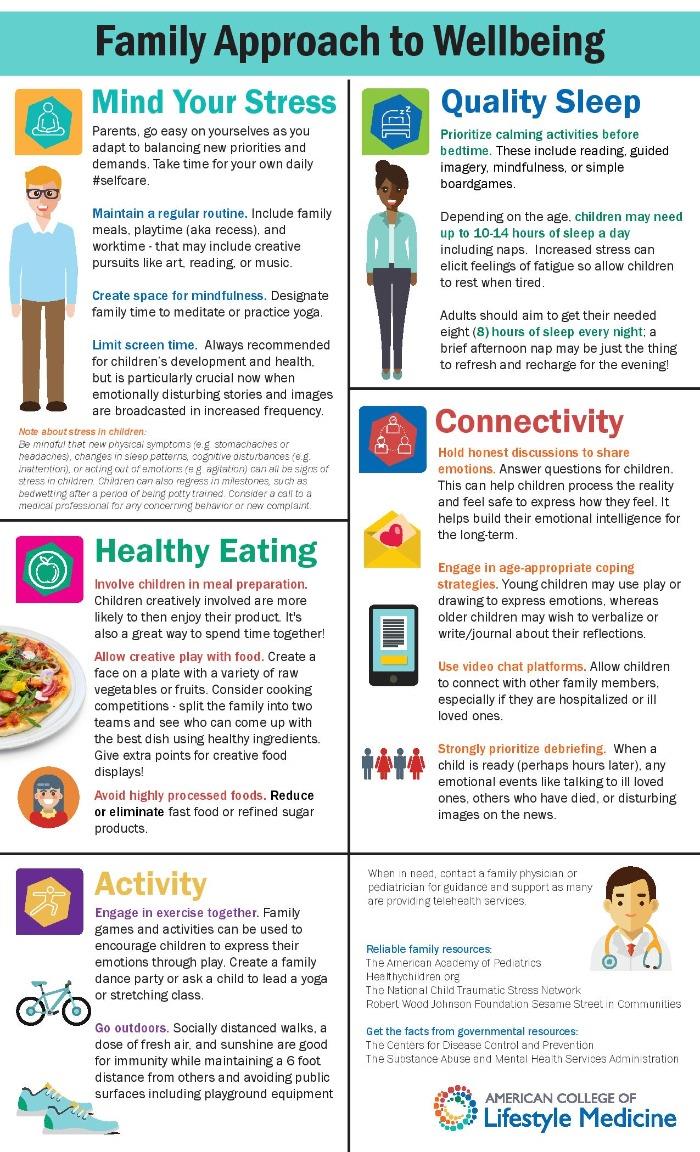 Family Approach to Wellbeing
Mind Your Stress
Parents, go easy on yourselves as you
adapt to balancing new priorities and
demands. Take time for your own daily
#selfcare.
Maintain a regular routine. Include family
meals, playtime (aka recess), and
worktime - that may include creative
pursuits like art, reading, or music.
Create space for mindfulness. Designate
family time to meditate or practice yoga.
Limit screen time. Always recommended
for children's development and health,
but is particularly crucial now when
emotionally disturbing stories and images
are broadcasted in increased frequency.
Note about stress in children:
Be mindful that new physical symptoms (e.g. stomachaches or
headaches), changes in sleep patterns, cognitive disturbances (e.g.
inattention), or acting out of emotions (e.g. agitation) can all be signs of
stress in children. Children can also regress in milestones, such as
bedwetting after a period of being potty trained. Consider a call to a
medical professional for any concerning behavior or new complaint.
Healthy Eating
Involve children in meal preparation.
Children creatively involved are more
likely to then enjoy their product. It's
also a great way to spend time together!
Allow creative play with food. Create a
face on a plate with a variety of raw
vegetables or fruits. Consider cooking
competitions - split the family into two
teams and see who can come up with
the best dish using healthy ingredients.
Give extra points for creative food
displays!
Avoid highly processed foods. Reduce
or eliminate fast food or refined sugar
products.
Activity
Engage in exercise together. Family
games and activities can be used to
encourage children to express their
emotions through play. Create a family
dance party or ask a child to lead a yoga
or stretching class.
Go outdoors. Socially distanced walks, a
dose of fresh air, and sunshine are good
for immunity while maintaining a 6 foot
distance from others and avoiding public
surfaces including playground equipment
Quality Sleep
Prioritize calming activities before
bedtime. These include reading, guided
imagery, mindfulness, or simple
boardgames.
Depending on the age, children may need
up to 10-14 hours of sleep a day
including naps. Increased stress can
elicit feelings of fatigue so allow children
to rest when tired.
Adults should aim to get their needed
eight (8) hours of sleep every night; a
brief afternoon nap may be just the thing
to refresh and recharge for the evening!
Connectivity
Hold honest discussions to share
emotions. Answer questions for children.
This can help children process the reality
and feel safe to express how they feel. It
helps build their emotional intelligence for
the long-term.
Engage in age-appropriate coping
strategies. Young children may use play or
drawing to express emotions, whereas
older children may wish to verbalize or
write/journal about their reflections.
Use video chat platforms. Allow children
to connect with other family members,
especially if they are hospitalized or ill
loved ones.
Strongly prioritize debriefing. When a
child is ready (perhaps hours later), any
emotional events like talking to ill loved
ones, others who have died, or disturbing
images on the news.
When in need, contact a family physician or
pediatrician for guidance and support as many
are providing telehealth services.
Reliable family resources:
The American Academy of Pediatrics
Healthychildren.org
The National Child Traumatic Stress Network
Robert Wood Johnson Foundation Sesame Street in Communities
Get the facts from governmental resources:
The Centers for Disease Control and Prevention
The Substance Abuse and Mental Health Services Administration
AMERICAN COLLEGE OF
Lifestyle Medicine